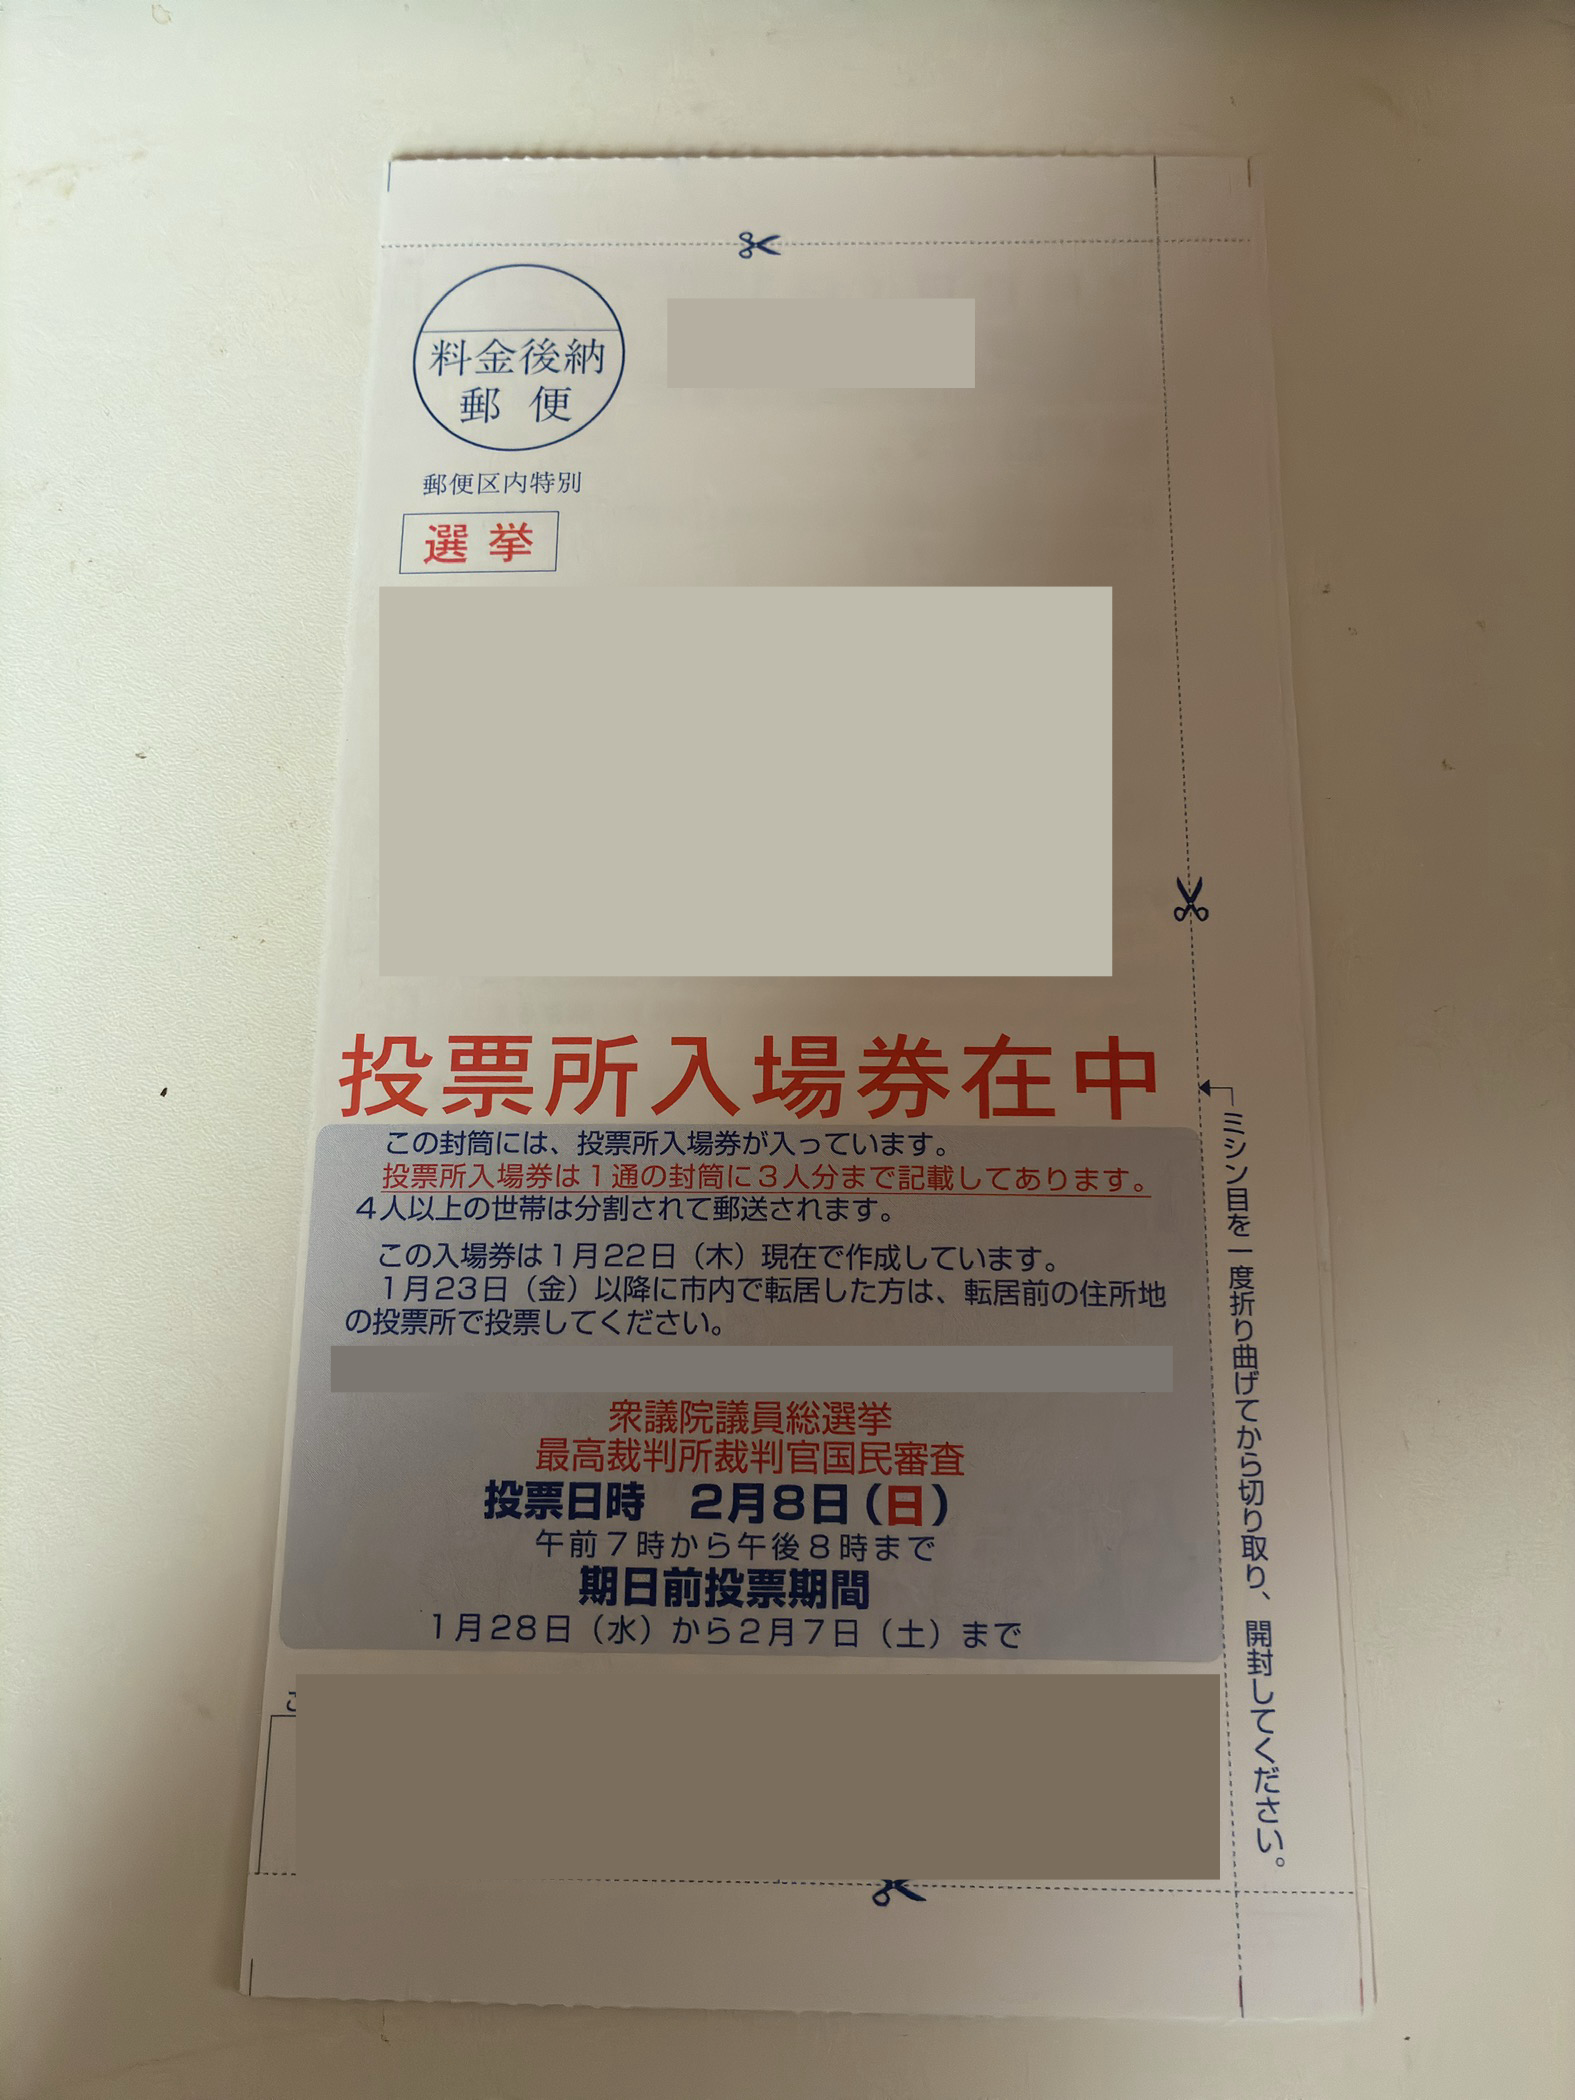 料金後納
郵便
郵便区内特別
選挙
投票所入場券在中
この封筒には、投票所入場券が入っています。
投票所入場券は1通の封筒に3人分まで記載してあります。
4人以上の世帯は分割されて郵送されます。
この入場券は1月22日（木）現在で作成しています。
1月23日（金）以降に市内で転居した方は、転居前の住所地
の投票所で投票してください。
衆議院議員総選挙
最高裁判所裁判官国民審査
投票日時 2月8日（日）
午前7時から午後8時まで
期日前投票期間
1月28日（水）から2月7日（土）まで
ミシン目を一度折り曲げてから切り取り、開封してください。